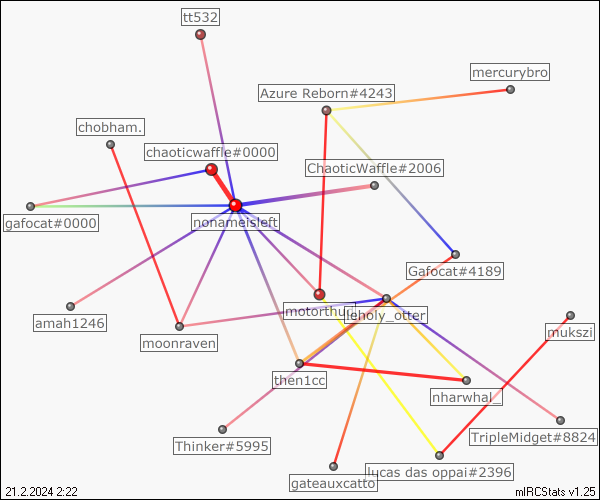 tt532
mercurybro
Azure Reborn#4243
chobham.
chaoticwaffle#0000
ChaoticWaffle#2006
gafocat#0000
nonameisleft
Gafocat#4189
motorthur
leholy_otter
amah1246
moonraven
mukszi
then1cc
nharwhal_
Thinker#5995
TripleMidget#8824
lucas das oppai#2396
gateauxcatto
21.2.2024 2:22
mIRCStats v1.25